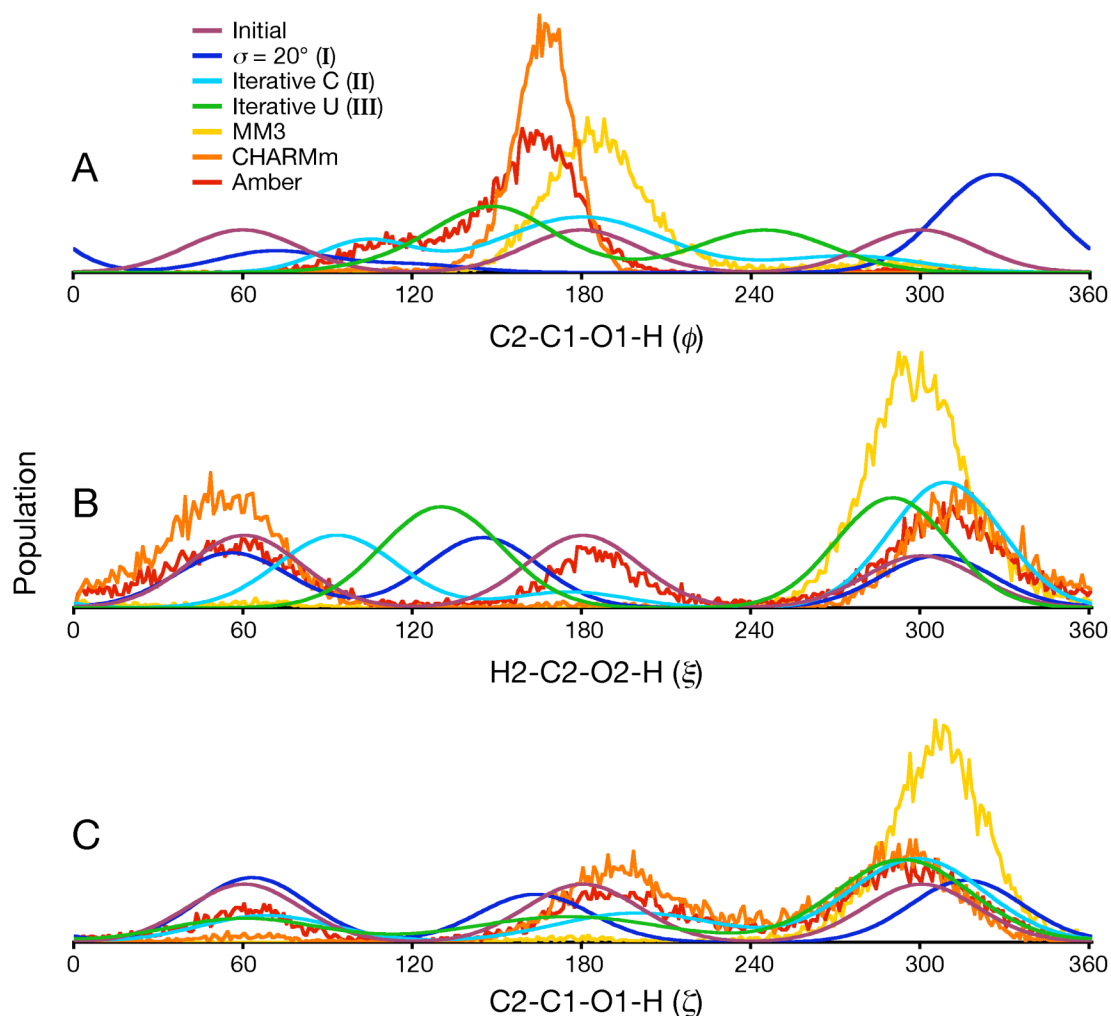 Initial
σ = 20° (I)
Iterative C (II)
Iterative U (III)
MM3
CHARMm
Amber
A
0 60 120 180 240 300 360
C2-C1-O1-H (ϕ)
Population
B
0 60 120 180 240 300 360
H2-C2-O2-H (ξ)
C
0 60 120 180 240 300 360
C2-C1-O1-H (ζ)